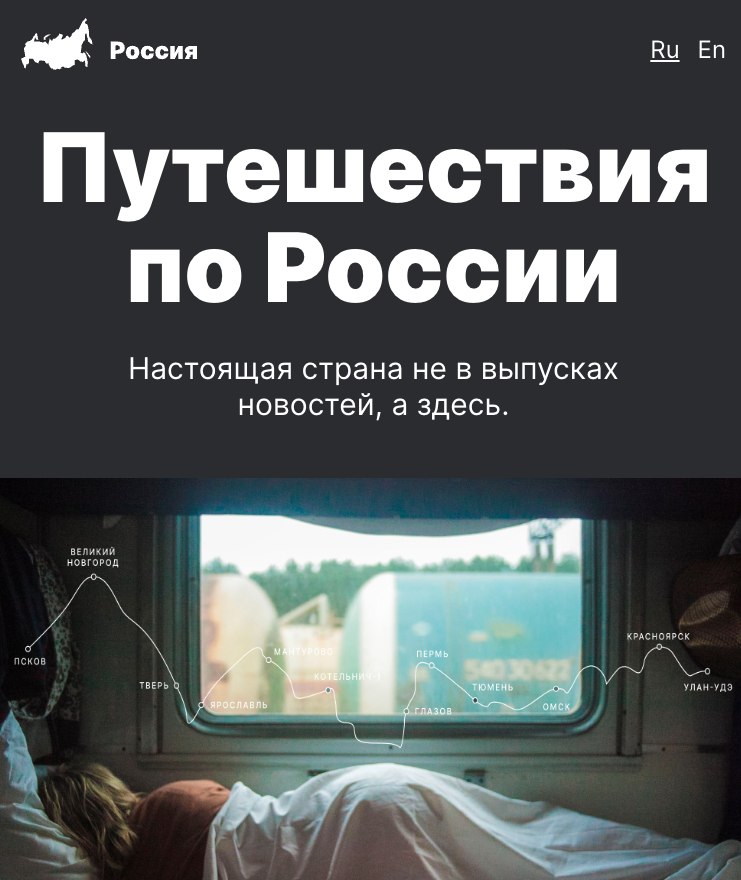 Россия
Ru En
Путешествия
по России
Настоящая страна не в выпусках
новостей, а здесь.
ВЕЛИКИЙ
НОВГОРОД
ПСКОВ
ТВЕРЬ
ЯРОСЛАВЛЬ
МАНТУРОВО
КОТЕЛЬНИЧ-1
ГЛАЗОВ
ПЕРМЬ
ТЮМЕНЬ
ОМСК
КРАСНОЯРСК
УЛАН-УДЭ